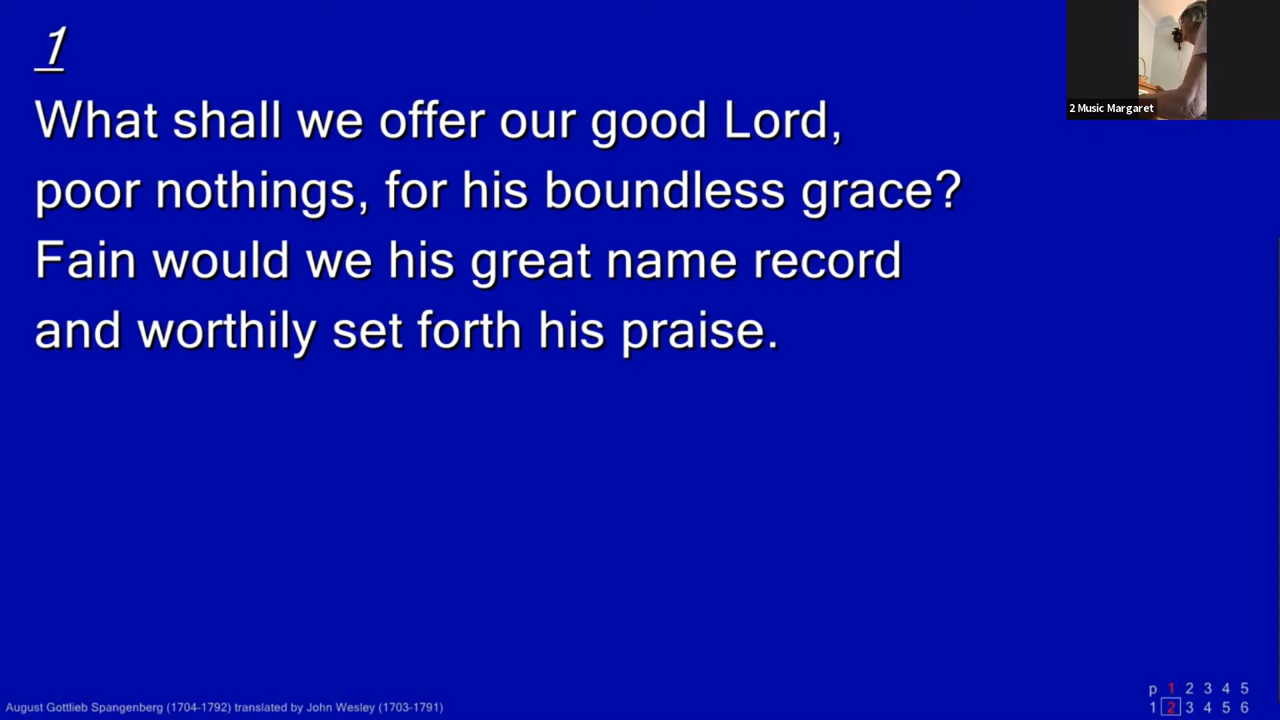 1
What shall we offer our good Lord,
poor nothings, for his boundless grace?
Fain would we his great name record
and worthily set forth his praise.
2 Music Margaret
August Gottlieb Spangenberg (1704-1792) translated by John Wesley (1703-1791)
p 1 2 3 4 5
1 2 3 4 5 6